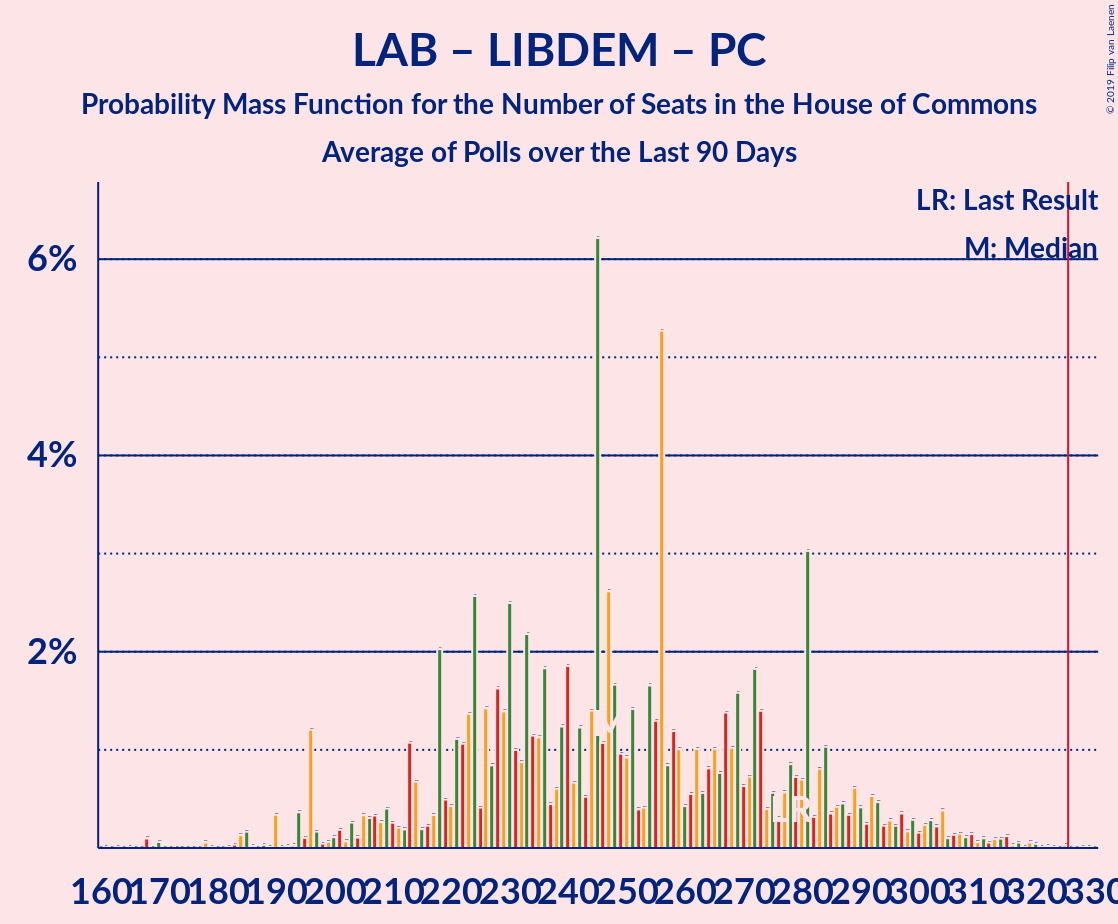 LAB – LIBDEM – PC
Probability Mass Function for the Number of Seats in the House of Commons
Average of Polls over the Last 90 Days
© 2019 Filip van Laenen
LR: Last Result
M: Median
6%
4%
2%
M
LR
160 170 180 190 200 210 220 230 240 250 260 270 280 290 300 310 320 330